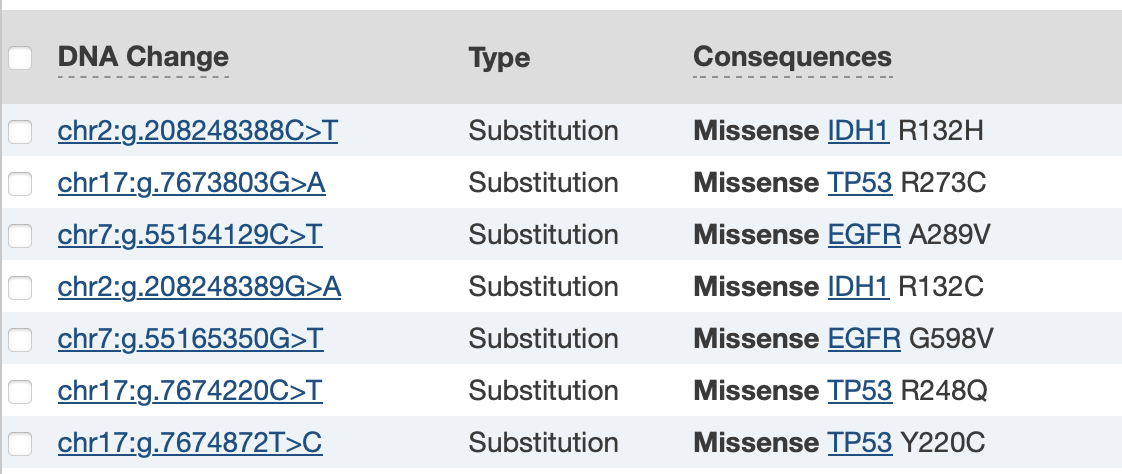 DNA Change Type Consequences
chr2:g.208248388C>T Substitution Missense IDH1 R132H
chr17:g.7673803G>A Substitution Missense TP53 R273C
chr7:g.55154129C>T Substitution Missense EGFR A289V
chr2:g.208248389G>A Substitution Missense IDH1 R132C
chr7:g.55165350G>T Substitution Missense EGFR G598V
chr17:g.7674220C>T Substitution Missense TP53 R248Q
chr17:g.7674872T>C Substitution Missense TP53 Y220C